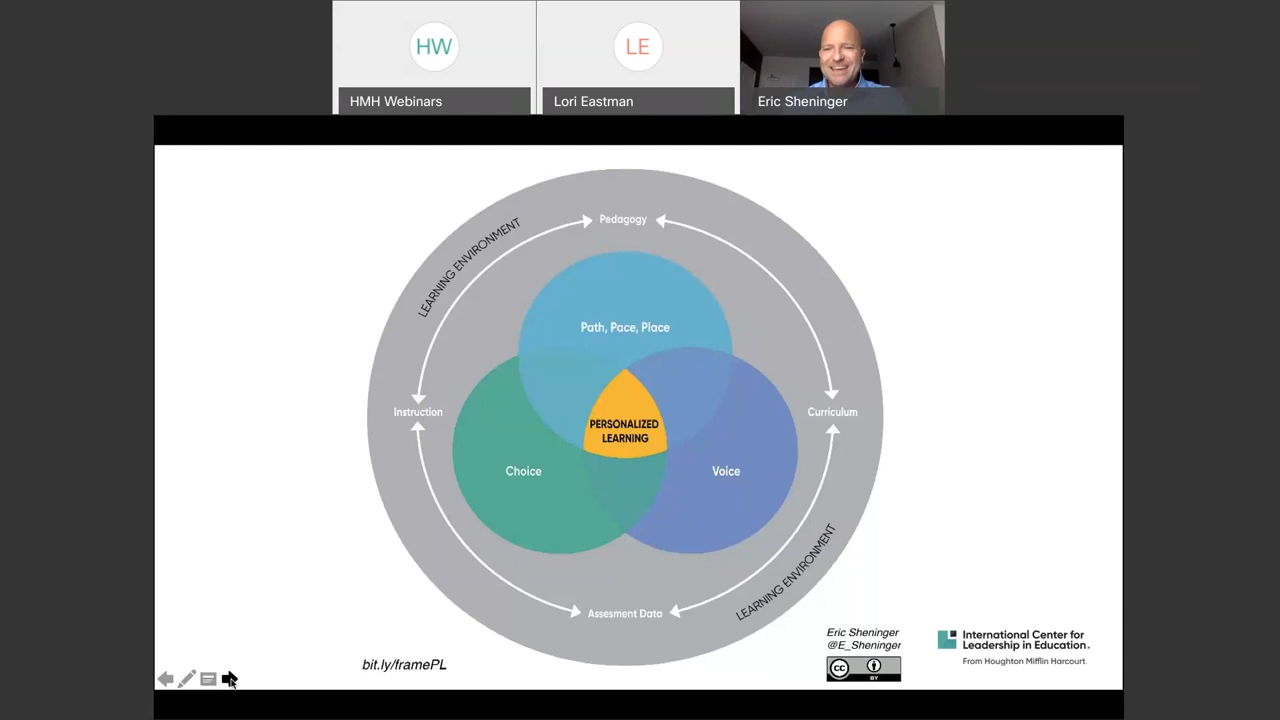 HW
LE
HMH Webinars
Lori Eastman
Eric Sheninger
Pedagogy
LEARNING ENVIRONMENT
Path, Pace, Place
Instruction
Curriculum
PERSONALIZED
LEARNING
Choice
Voice
LEARNING ENVIRONMENT
Assesment Data
Eric Sheninger
@E_Sheninger
cc
BY
International Center for
Leadership in Education.
From Houghton Mifflin Harcourt.
bit.ly/framePL